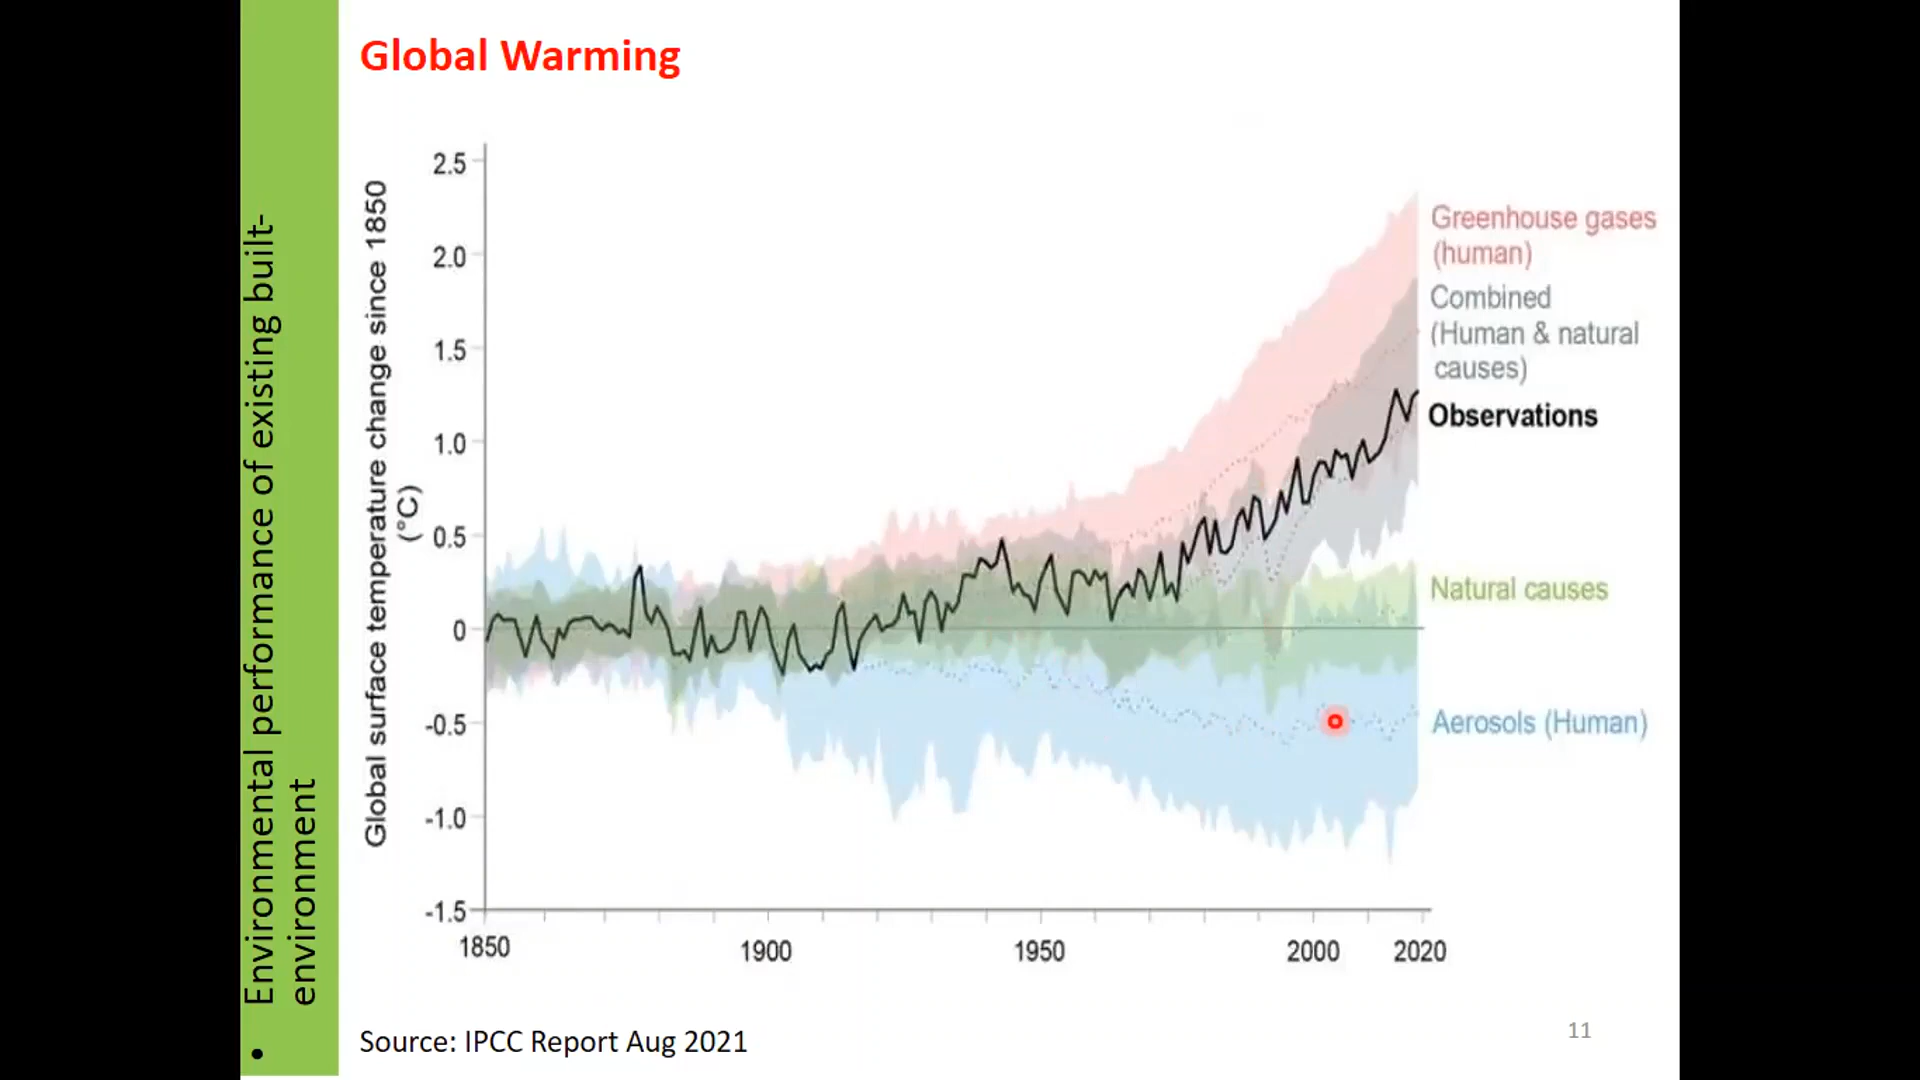 Global Warming
• Environmental performance of existing built-
environment
Global surface temperature change since 1850
(°C)
2.5
2.0
1.5
1.0
0.5
0
-0.5
-1.0
-1.5
1850
1900
1950
2000
2020
Greenhouse gases
(human)
Combined
(Human & natural
causes)
Observations
Natural causes
Aerosols (Human)
Source: IPCC Report Aug 2021
11